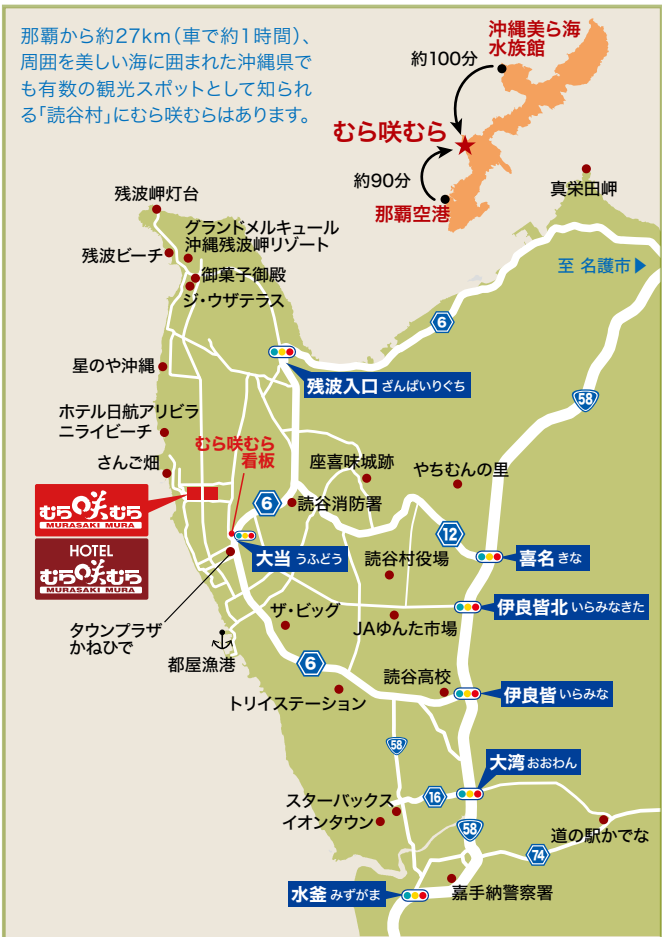 那覇から約27km(車で約1時間)、
周囲を美しい海に囲まれた沖縄県で
も有数の観光スポットとして知られ
る「読谷村」にむら咲むらはあります。
沖縄美ら海
水族館
約100分
むら咲むら
約90分
那覇空港
真栄田岬
至 名護市
残波岬灯台
グランドメルキュール
沖縄残波岬リゾート
残波ビーチ
御菓子御殿
ジ・ウザテラス
6
星のや沖縄
残波入口 ざんぱいりぐち
58
ホテル日航アリビラ
ニライビーチ
むら咲むら
看板
座喜味城跡
やちむんの里
さんご畑
むら咲むら
MURASAKI MURA
6
読谷消防署
12
大当 うふどう
読谷村役場
喜名 きな
HOTEL
むら咲むら
MURASAKI MURA
伊良皆北 いらみなきた
ザ・ビッグ
JAゆんた市場
タウンプラザ
かねひで
都屋漁港
6
読谷高校
伊良皆 いらみな
トリイステーション
58
大湾 おおわん
スターバックス
16
イオンタウン
58
道の駅かでな
74
水釜 みずがま
嘉手納警察署